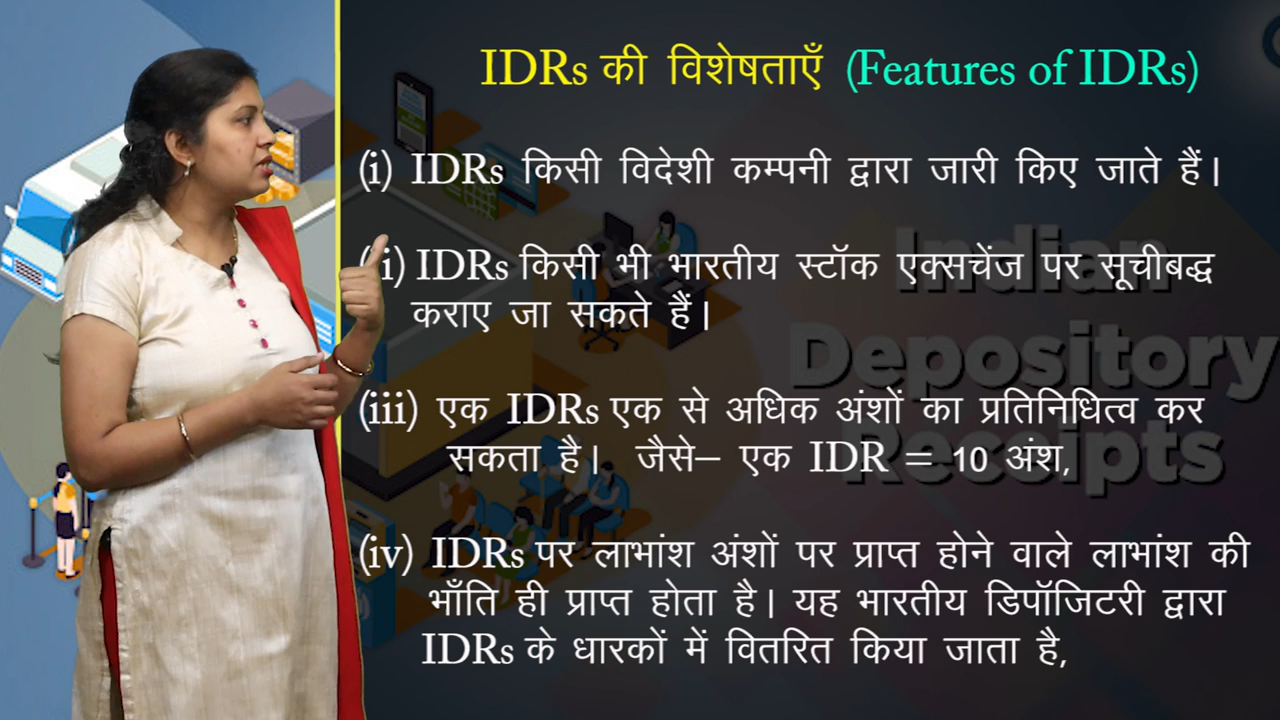 IDRs की विशेषताएँ (Features of IDRs)
(i) IDRs किसी विदेशी कम्पनी द्वारा जारी किए जाते हैं।
i) IDRs किसी भी भारतीय स्टॉक एक्सचेंज पर सूचीबद्ध
कराए जा सकते हैं।
(iii) एक IDRs एक से अधिक अंशों का प्रतिनिधित्व कर
सकता है। जैसे– एक IDR = 10 अंश,
(iv) IDRs पर लाभांश अंशों पर प्राप्त होने वाले लाभांश की
भाँति ही प्राप्त होता है। यह भारतीय डिपॉजिटरी द्वारा
IDRs के धारकों में वितरित किया जाता है,
Indian
Depository
Receipts